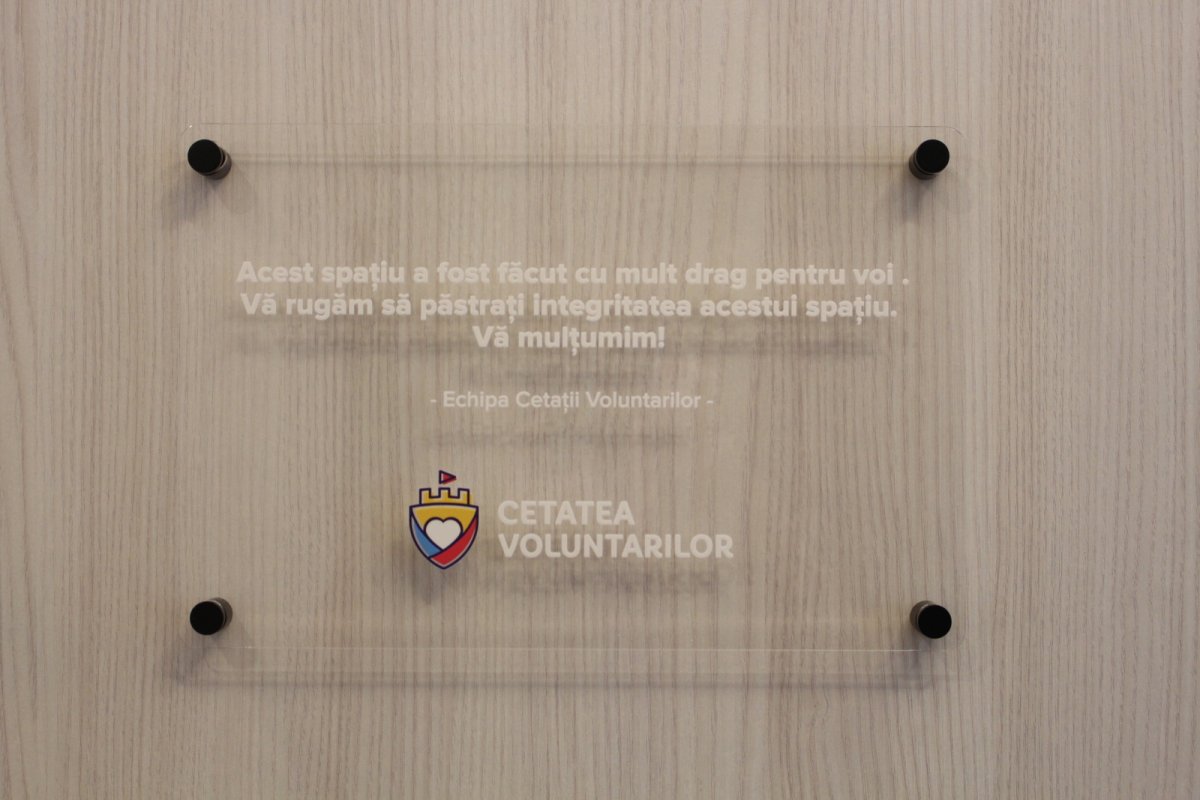 Acest spațiu a fost făcut cu mult drag pentru voi .
Vă rugăm să păstrați integritatea acestui spațiu.
Vă mulțumim!
- Echipa Cetații Voluntarilor -
CETATEA
VOLUNTARILOR